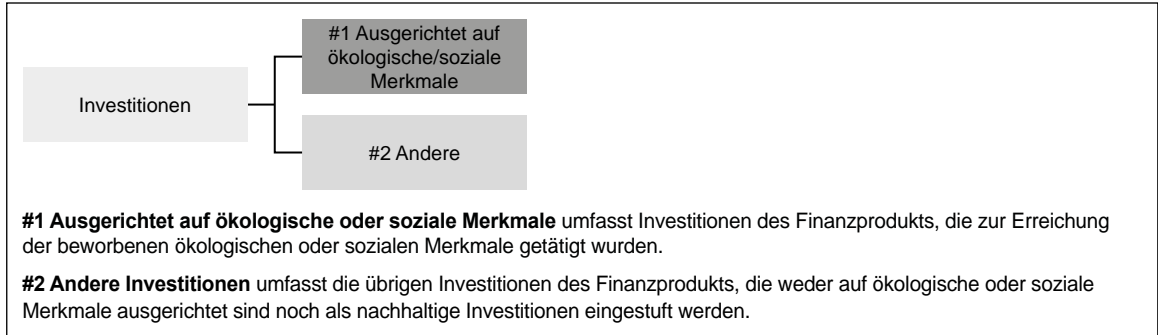 #1 Ausgerichtet auf
ökologische/soziale
Merkmale
Investitionen
#2 Andere
#1 Ausgerichtet auf ökologische oder soziale Merkmale umfasst Investitionen des Finanzprodukts, die zur Erreichung
der beworbenen ökologischen oder sozialen Merkmale getätigt wurden.
#2 Andere Investitionen umfasst die übrigen Investitionen des Finanzprodukts, die weder auf ökologische oder soziale
Merkmale ausgerichtet sind noch als nachhaltige Investitionen eingestuft werden.